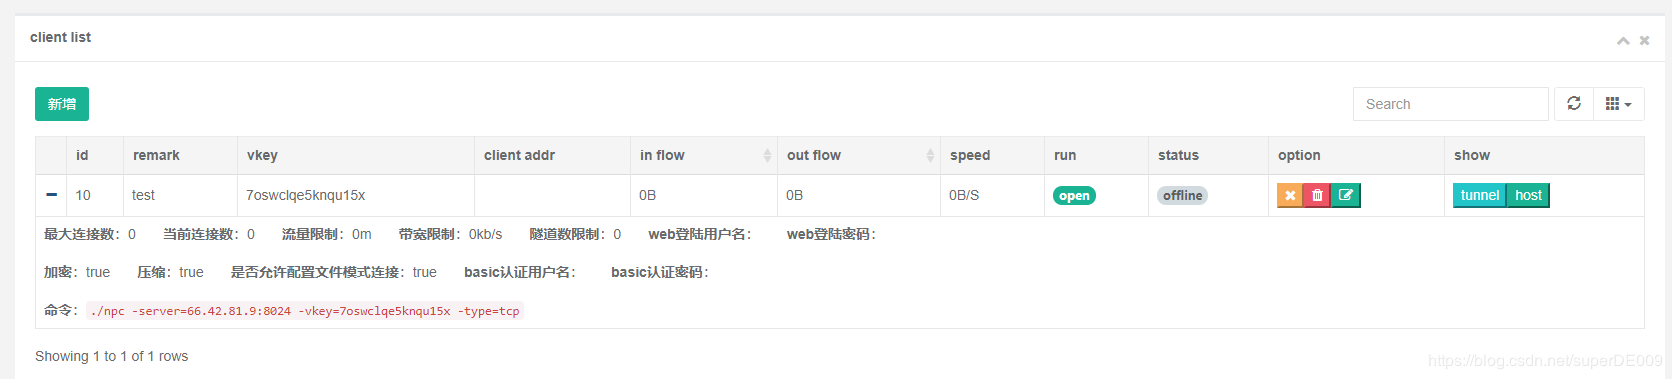 client list
新增
Search
id remark vkey client addr in flow out flow speed run status option show
10 test 7oswclqe5knqu15x 0B 0B 0B/S open offline tunnel host
最大连接数：0 当前连接数：0 流量限制：0m 带宽限制：0kb/s 隧道数限制：0 web登陆用户名： web登陆密码：
加密：true 压缩：true 是否允许配置文件模式连接：true basic认证用户名： basic认证密码：
命令：./npc -server=66.42.81.9:8024 -vkey=7oswclqe5knqu15x -type=tcp
Showing 1 to 1 of 1 rows
https://blog.csdn.net/superDE009